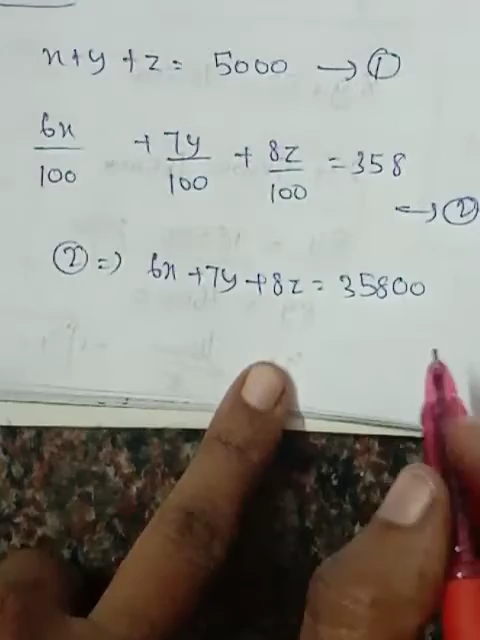 x+y+z = 5000 → ①
6x/100 + 7y/100 + 8z/100 = 358
↔ ②
② ⇒ 6x+7y+8z = 35800